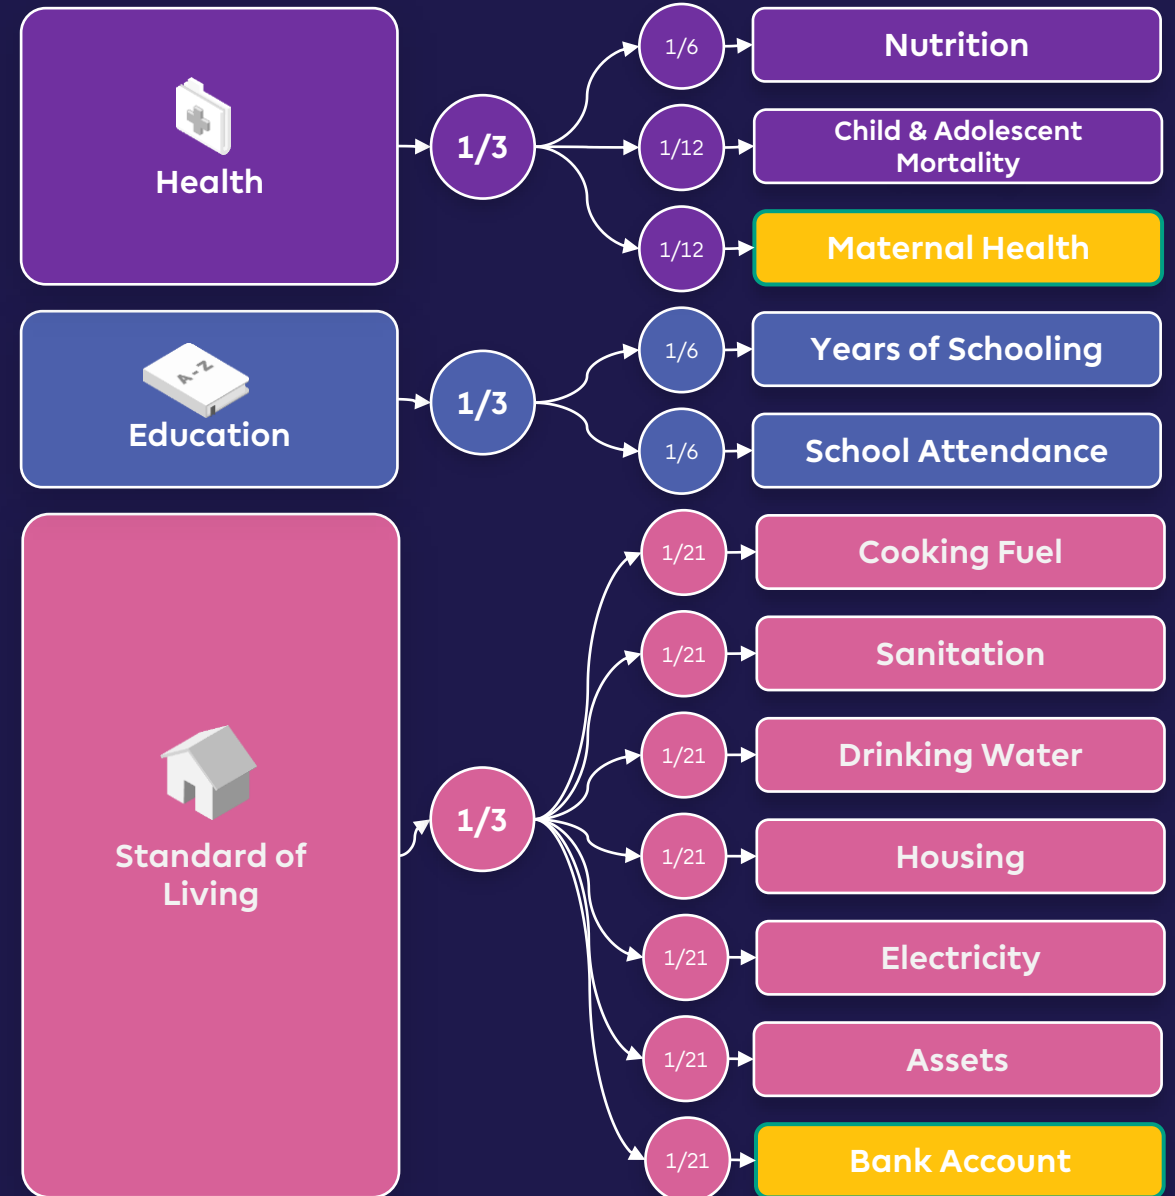 Health
1/3
1/6
Nutrition
1/12
Child & Adolescent
Mortality
1/12
Maternal Health
A-Z
Education
1/3
1/6
Years of Schooling
1/6
School Attendance
Standard of
Living
1/3
1/21
Cooking Fuel
1/21
Sanitation
1/21
Drinking Water
1/21
Housing
1/21
Electricity
1/21
Assets
1/21
Bank Account